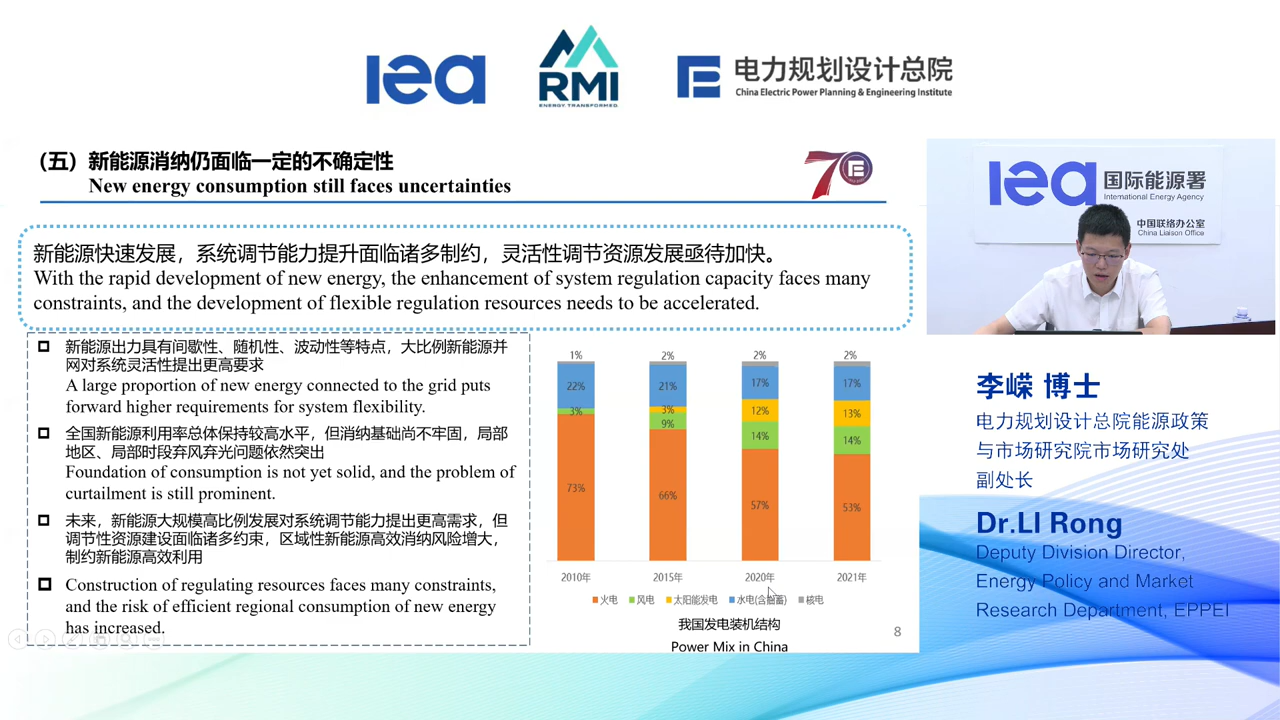 iea
RMI
ENERGY TRANSFORMED
电力规划设计总院
China Electric Power Planning & Engineering Institute
（五）新能源消纳仍面临一定的不确定性
New energy consumption still faces uncertainties
新能源快速发展，系统调节能力提升面临诸多制约，灵活性调节资源发展亟待加快。
With the rapid development of new energy, the enhancement of system regulation capacity faces many
constraints, and the development of flexible regulation resources needs to be accelerated.
新能源出力具有间歇性、随机性、波动性等特点，大比例新能源并
网对系统灵活性提出更高要求
A large proportion of new energy connected to the grid puts
forward higher requirements for system flexibility.
全国新能源利用率总体保持较高水平，但消纳基础尚不牢固，局部
地区、局部时段弃风弃光问题依然突出
Foundation of consumption is not yet solid, and the problem of
curtailment is still prominent.
未来，新能源大规模高比例发展对系统调节能力提出更高需求，但
调节性资源建设面临诸多约束，区域性新能源高效消纳风险增大，
制约新能源高效利用
Construction of regulating resources faces many constraints,
and the risk of efficient regional consumption of new energy
has increased.
1% 2% 2% 2%
22% 21% 17% 17%
3% 3% 12% 13%
9% 14% 14%
73% 66% 57% 53%
2010年 2015年 2020年 2021年
火电 风电 太阳能发电 水电(含抽蓄) 核电
我国发电装机结构
Power Mix in China
8
iea 国际能源署
International Energy Agency
中国联络办公室
China Liaison Office
李嵘 博士
电力规划设计总院能源政策
与市场研究院市场研究处
副处长
Dr.LI Rong
Deputy Division Director,
Energy Policy and Market
Research Department, EPPEI